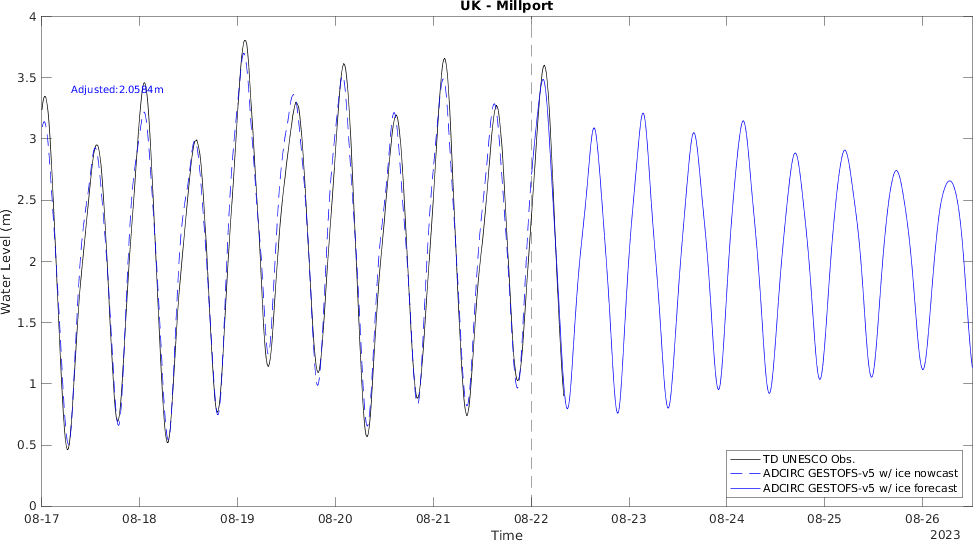 UK - Millport
4
3.5
3
2.5
2
1.5
1
0.5
0
Water Level (m)
Adjusted:2.0584m
08-17 08-18 08-19 08-20 08-21 08-22 08-23 08-24 08-25 08-26
Time
2023
TD UNESCO Obs.
ADCIRC GESTOFS-v5 w/ ice nowcast
ADCIRC GESTOFS-v5 w/ ice forecast